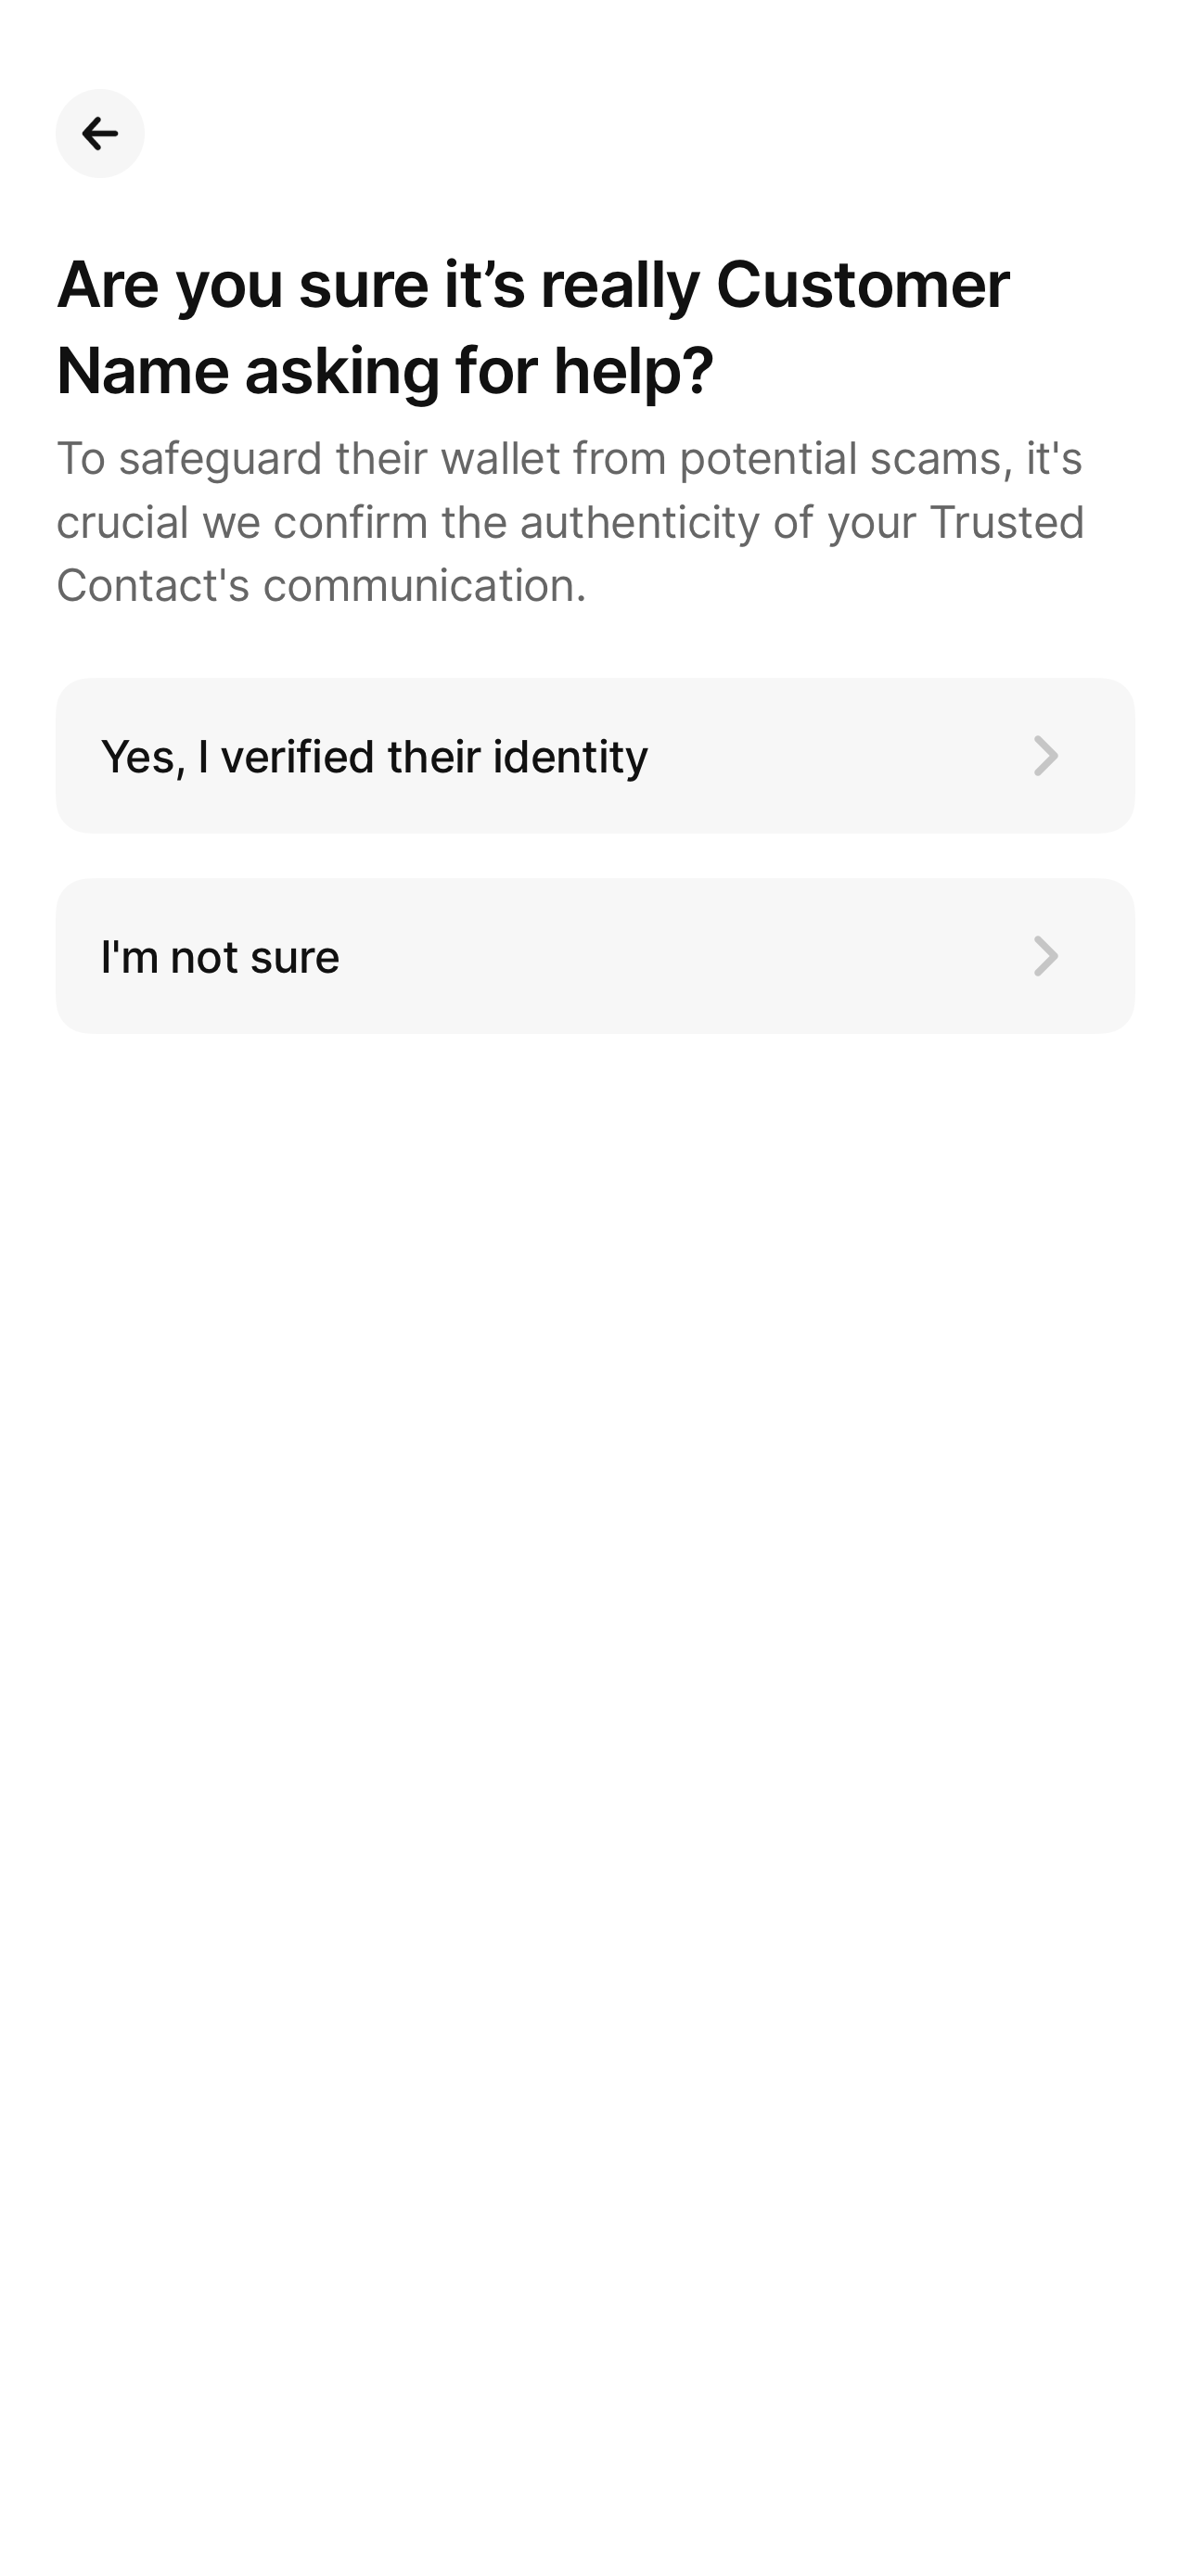 Are you sure it’s really Customer
Name asking for help?
To safeguard their wallet from potential scams, it's
crucial we confirm the authenticity of your Trusted
Contact's communication.
Yes, I verified their identity
I'm not sure